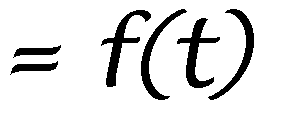 = f(t)